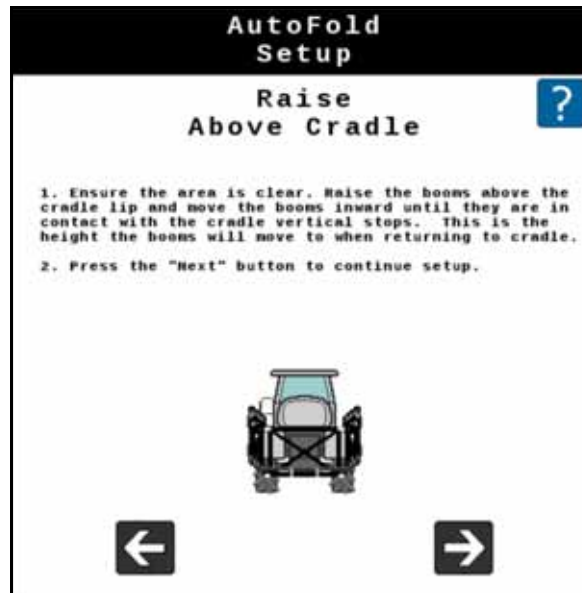 AutoFold
Setup
Raise
Above Cradle
?
1. Ensure the area is clear. Raise the booms above the
cradle lip and move the booms inward until they are in
contact with the cradle vertical stops. This is the
height the booms will move to when returning to cradle.
2. Press the "Next" button to continue setup.